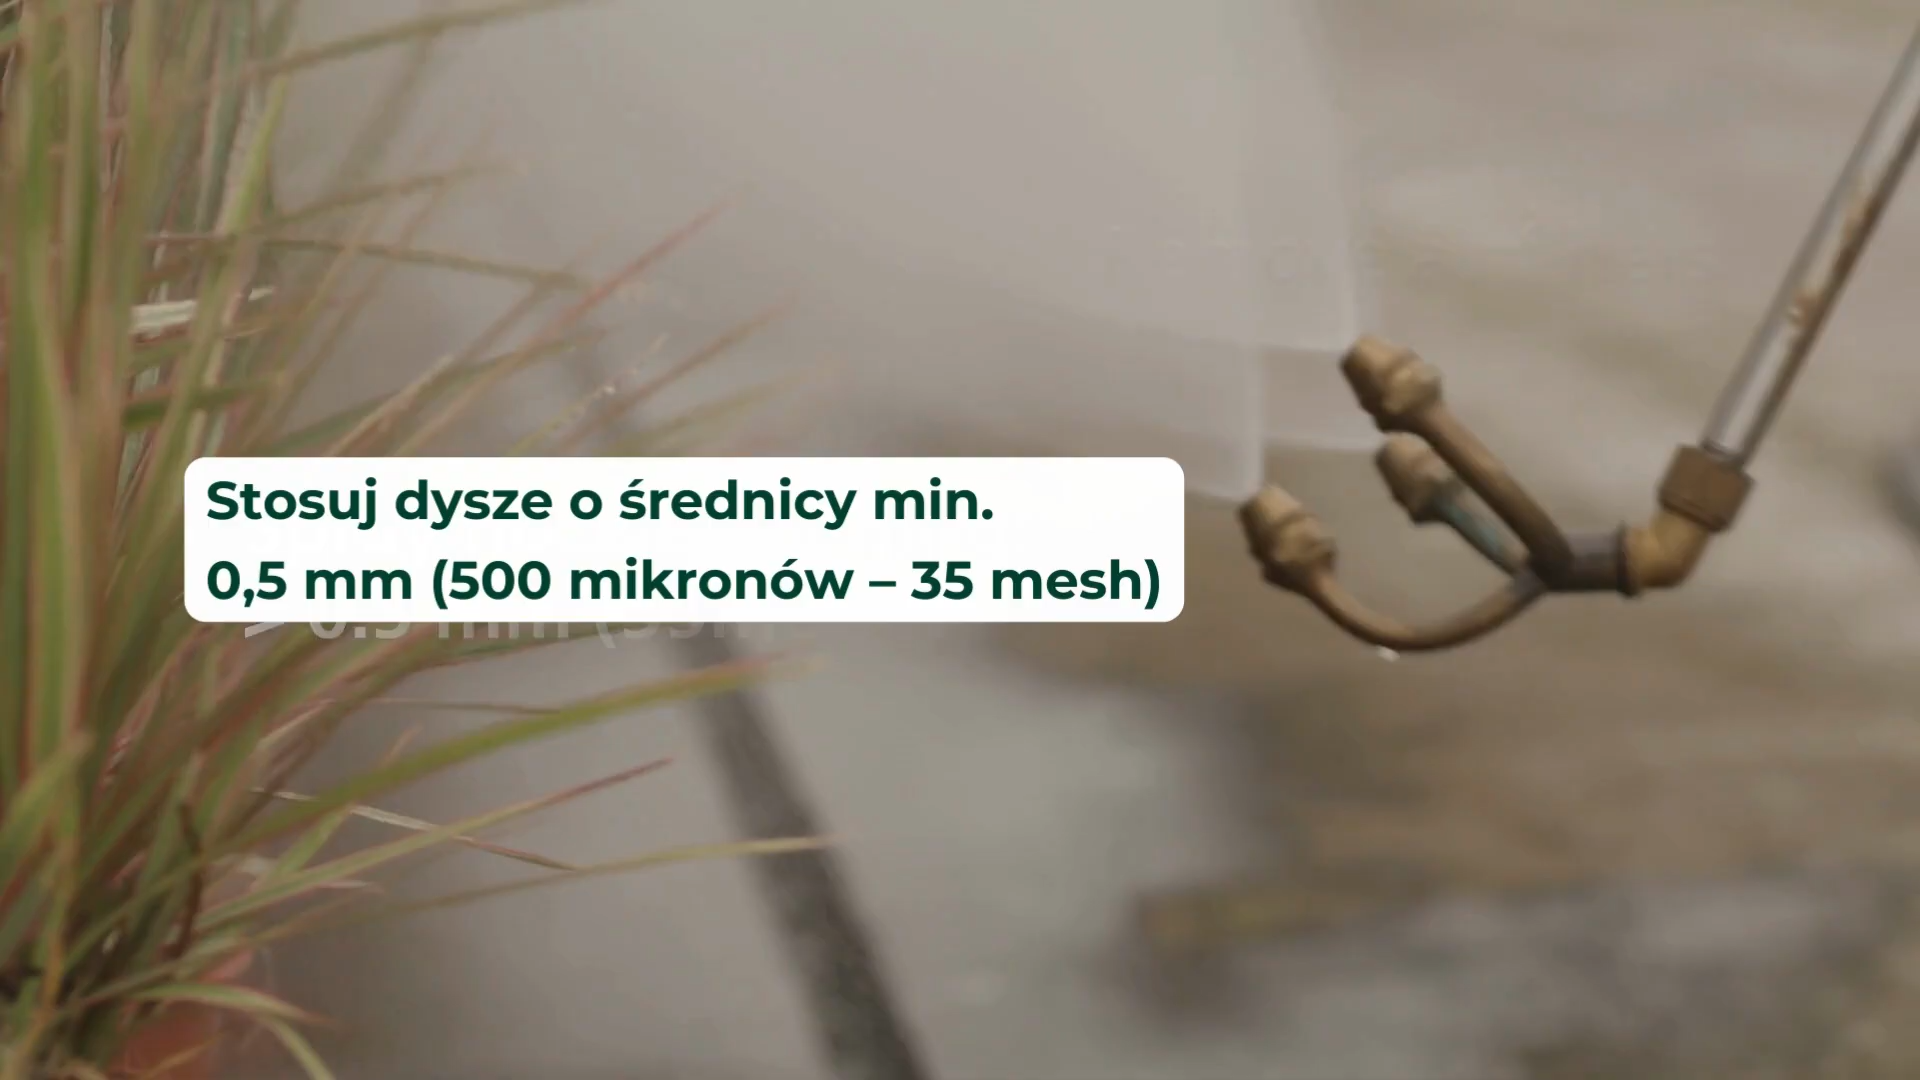 Stosuj dysze o średnicy min.
0,5 mm (500 mikronów – 35 mesh)